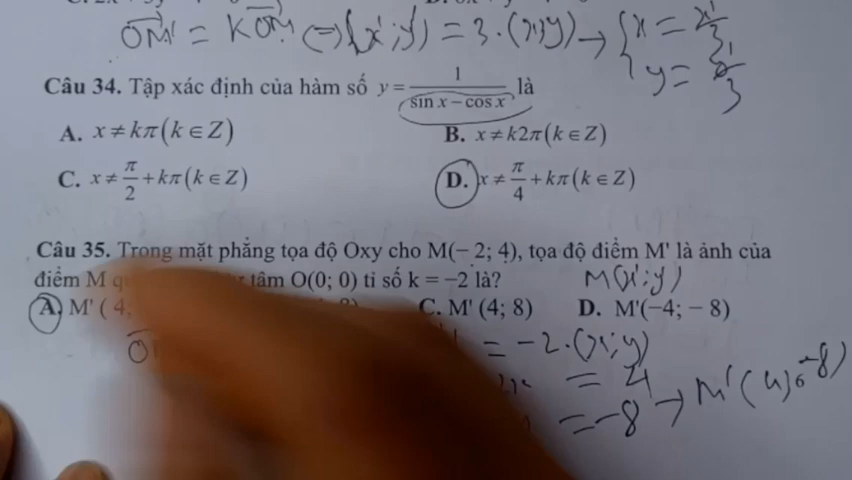 OM' = KOM (=) (x';y') = 3.(x;y) → { x = x'/3
y = y'/3
Câu 34. Tập xác định của hàm số y = 1/(sin x − cos x) là
A. x ≠ kπ (k ∈ Z) B. x ≠ k2π (k ∈ Z)
C. x ≠ π/2 + kπ (k ∈ Z) D. x ≠ π/4 + kπ (k ∈ Z)
Câu 35. Trong mặt phẳng tọa độ Oxy cho M(− 2; 4), tọa độ điểm M' là ảnh của
điểm M tâm O(0; 0) tỉ số k = −2 là? M(x';y)
A. M' ( 4; C. M' (4; 8) D. M'(−4; − 8)
= -2.(x;y)
= 4
= -8 → M' (4; -8)